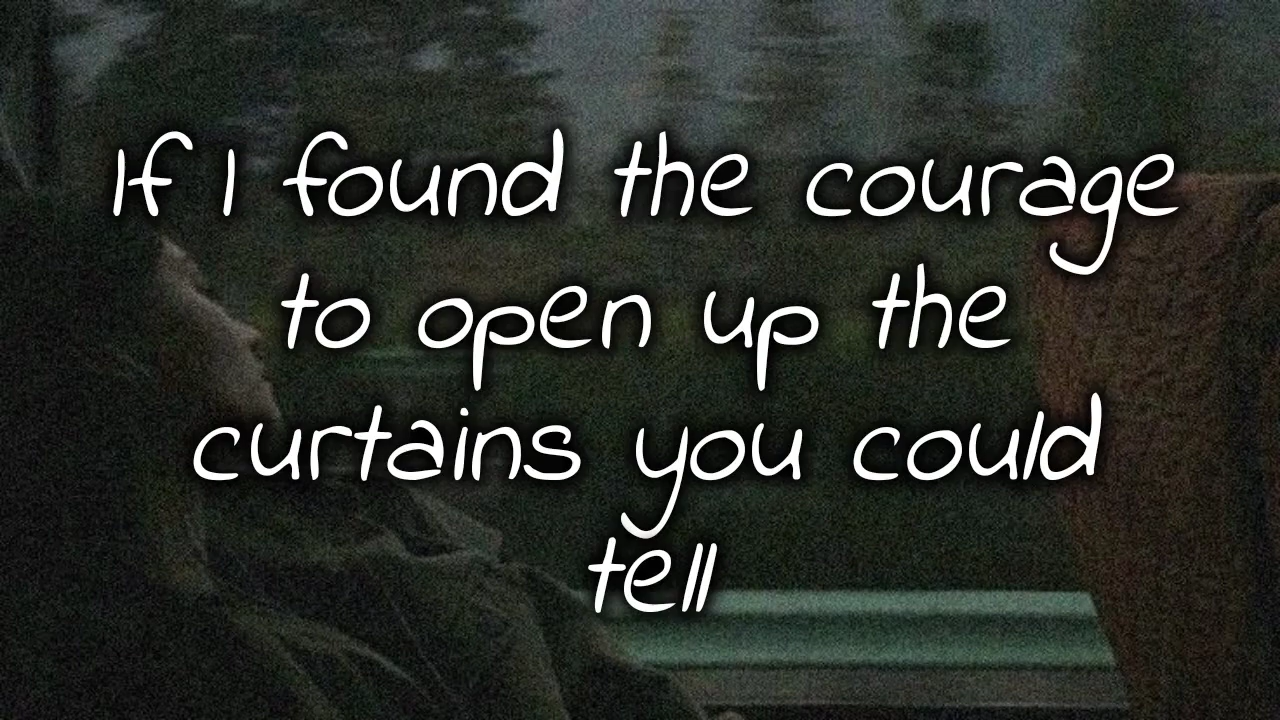 If I found the courage
to open up the
curtains you could
tell